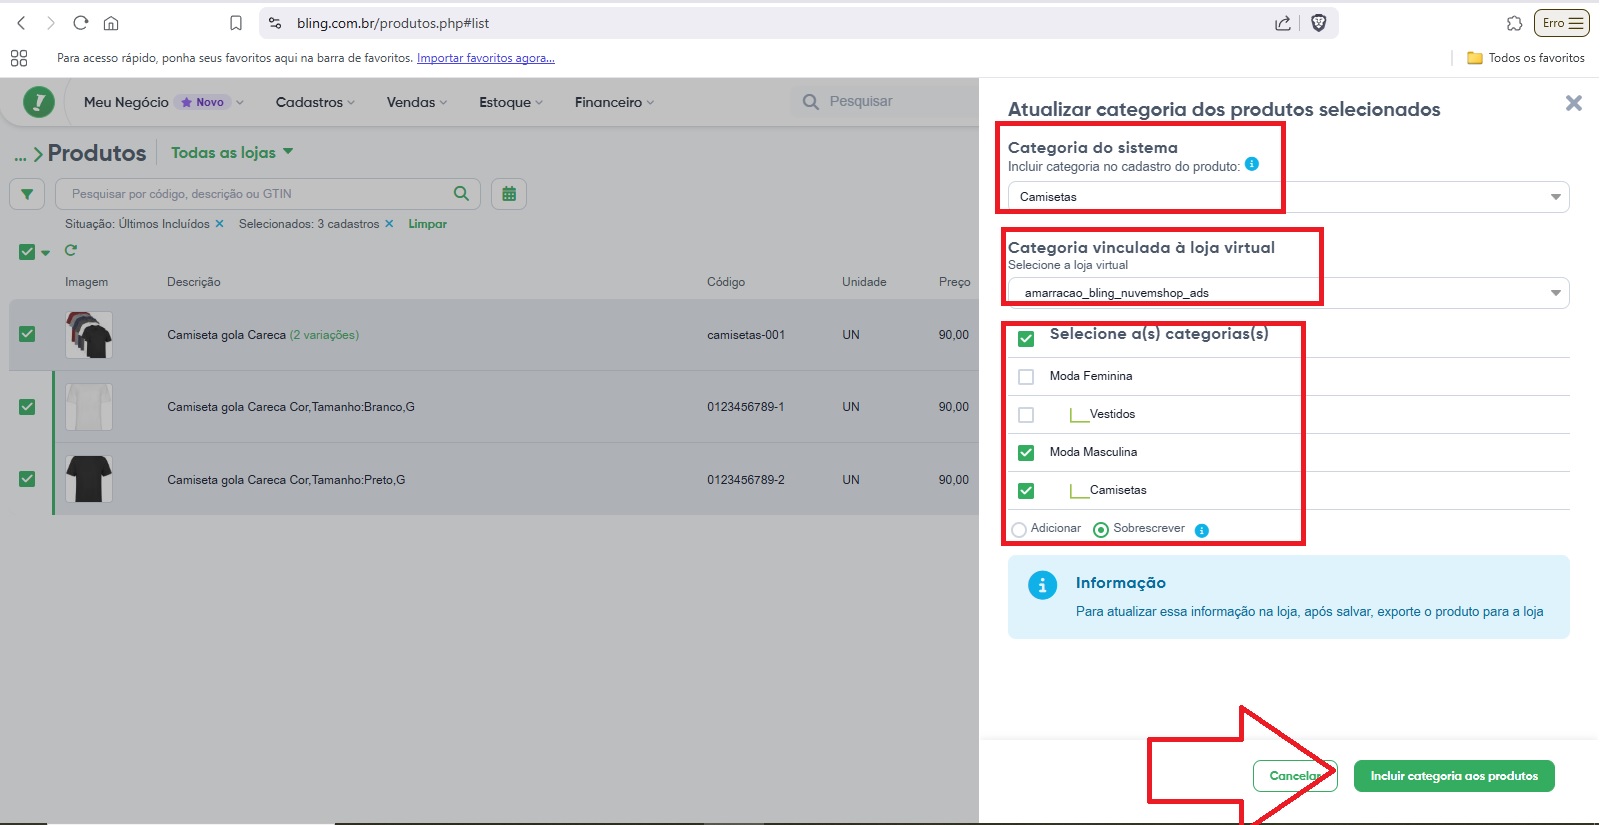 bling.com.br/produtos.php#list
Erro
Para acesso rápido, ponha seus favoritos aqui na barra de favoritos. Importar favoritos agora...
Todos os favoritos
Meu Negócio Novo Cadastros Vendas Estoque Financeiro Pesquisar
... Produtos Todas as lojas
Pesquisar por código, descrição ou GTIN
Situação: Últimos Incluídos × Selecionados: 3 cadastros × Limpar
Imagem Descrição Código Unidade Preço
Camiseta gola Careca (2 variações) camisetas-001 UN 90,00
Camiseta gola Careca Cor,Tamanho:Branco,G 0123456789-1 UN 90,00
Camiseta gola Careca Cor,Tamanho:Preto,G 0123456789-2 UN 90,00
Atualizar categoria dos produtos selecionados
Categoria do sistema
Incluir categoria no cadastro do produto:
Camisetas
Categoria vinculada à loja virtual
Selecione a loja virtual
amarracao_bling_nuvemshop_ads
Selecione a(s) categorias(s)
Moda Feminina
Vestidos
Moda Masculina
Camisetas
Adicionar Sobrescrever
Informação
Para atualizar essa informação na loja, após salvar, exporte o produto para a loja
Cancelar Incluir categoria aos produtos